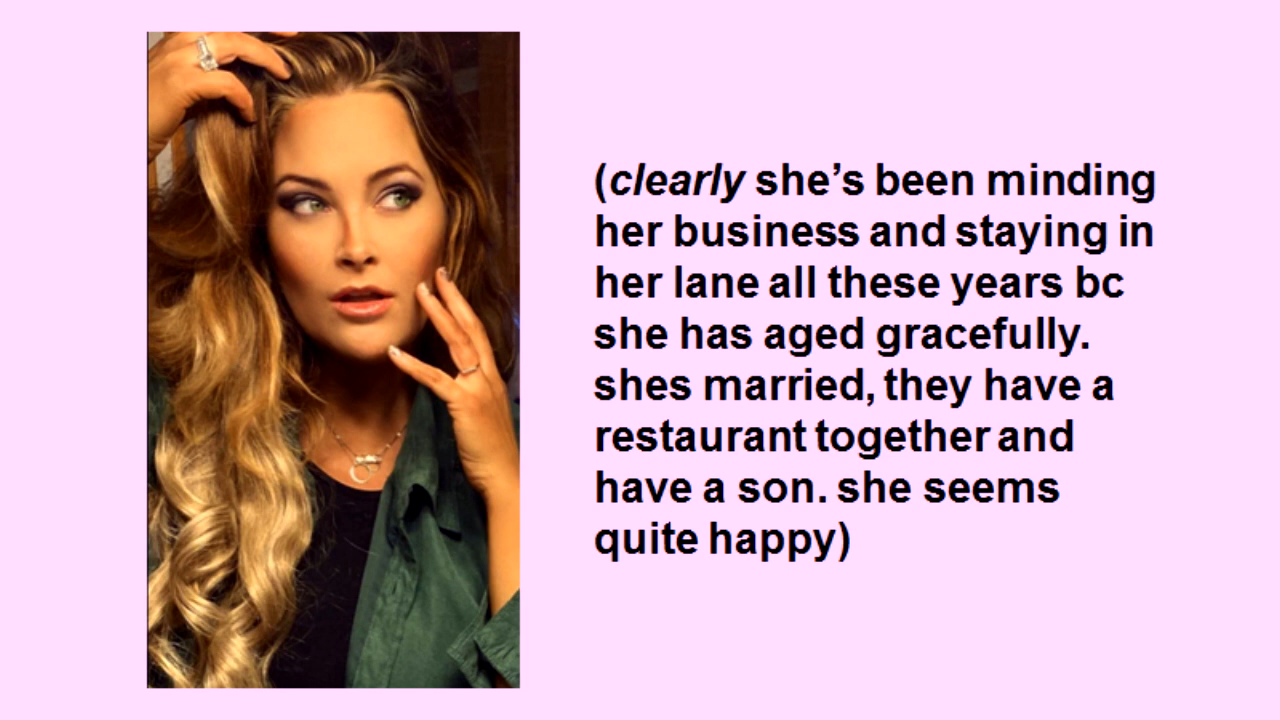 (clearly she's been minding
her business and staying in
her lane all these years bc
she has aged gracefully.
shes married, they have a
restaurant together and
have a son. she seems
quite happy)